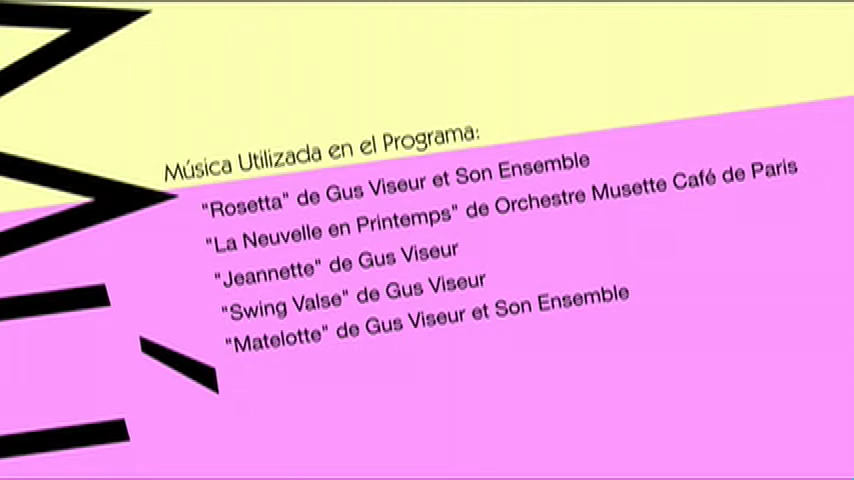 Música Utilizada en el Programa:
"Rosetta" de Gus Viseur et Son Ensemble
"La Neuvelle en Printemps" de Orchestre Musette Café de Paris
"Jeannette" de Gus Viseur
"Swing Valse" de Gus Viseur
"Matelotte" de Gus Viseur et Son Ensemble